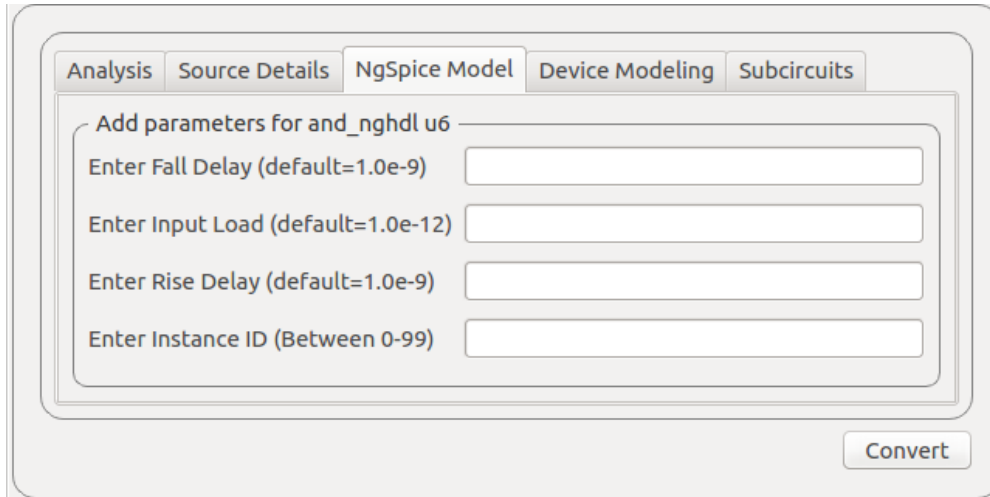 Analysis Source Details NgSpice Model Device Modeling Subcircuits
Add parameters for and_nghdl u6
Enter Fall Delay (default=1.0e-9)
Enter Input Load (default=1.0e-12)
Enter Rise Delay (default=1.0e-9)
Enter Instance ID (Between 0-99)
Convert